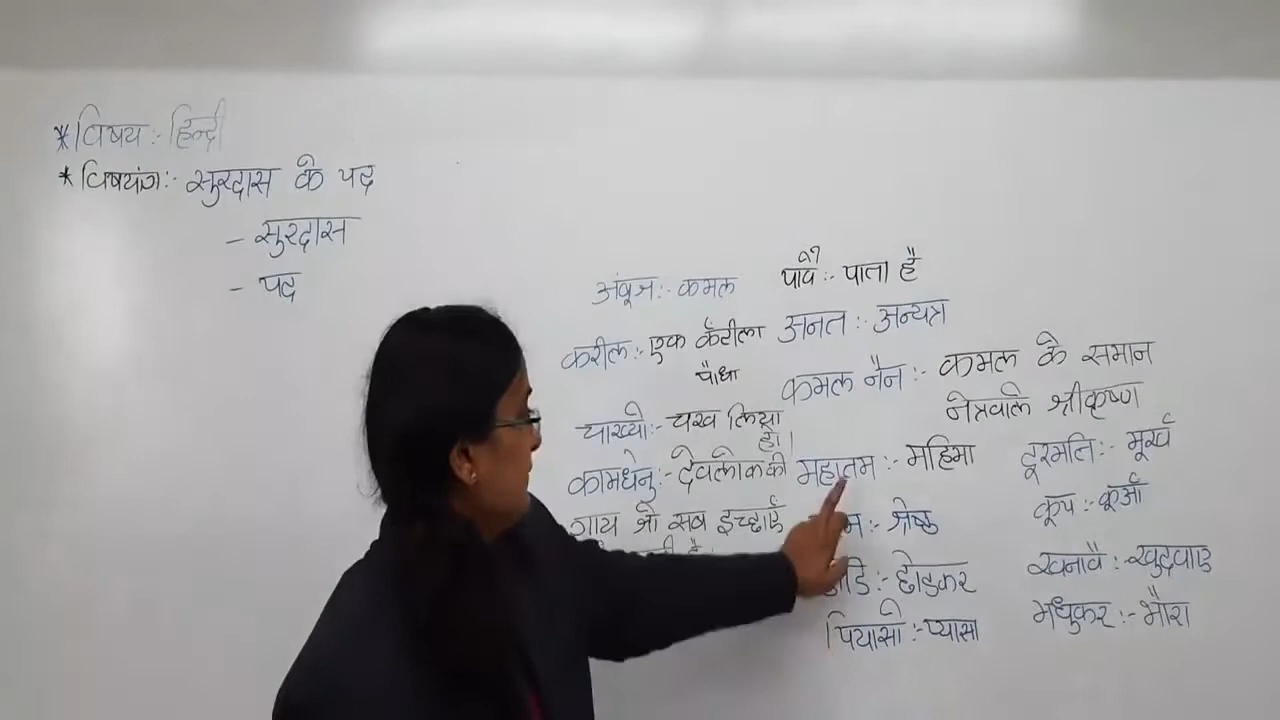 * विषय :- हिन्दी
* विषयांग :- सुरदास के पद
- सुरदास
- पद
अंबूज :- कमल
करील :- एक कँटीला
पौधा
चाख्यो :- चख लिया
हो।
कामधेनु :- देवलोक की
गाय जो सब इच्छाएँ
पावै :- पाता है
अनत :- अन्यत्र
कमल नैन :- कमल के समान
नेत्रवाले श्रीकृष्ण
महातम :- महिमा
:- श्रेष्ठ
:- छोडकर
पियासो :- प्यासा
दूरमति :- मूर्ख
कूप :- कूआँ
खनावै :- खुदवाए
मधुकर :- भौरा